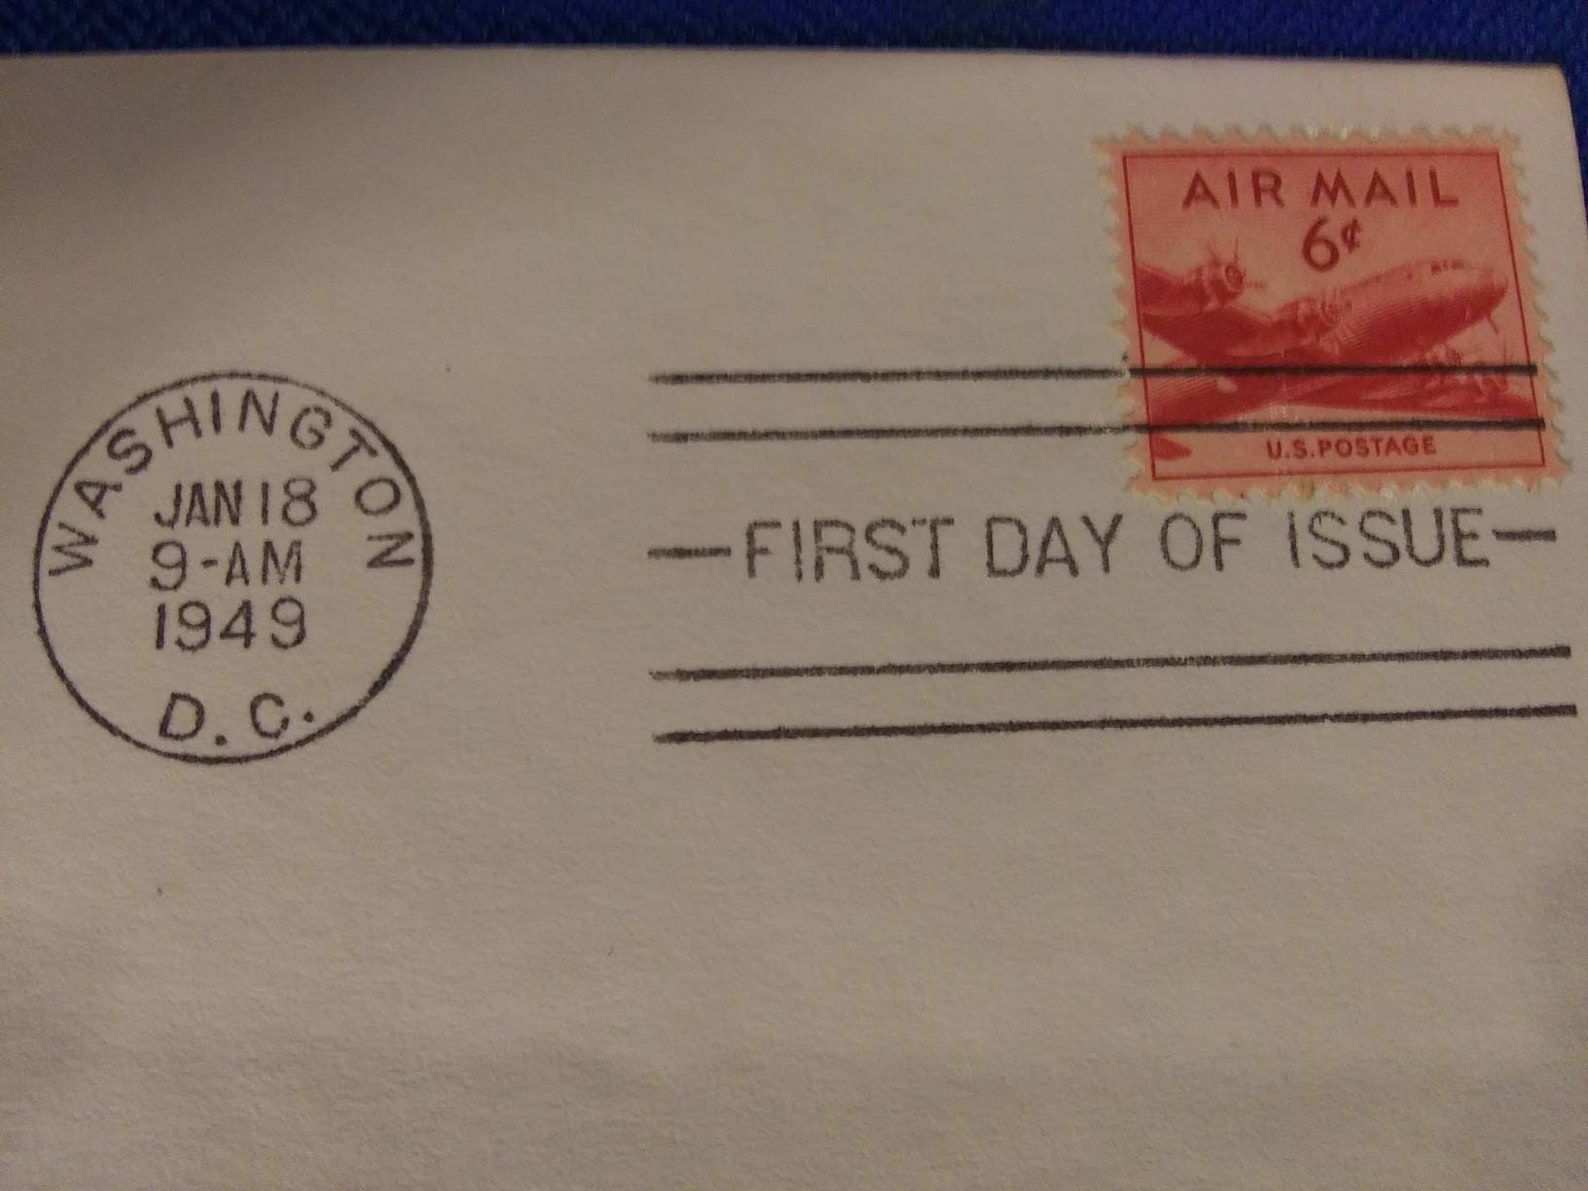 AIR MAIL
6¢
U.S. POSTAGE
WASHINGTON
JAN 18
9-AM
1949
D.C.
—FIRST DAY OF ISSUE—